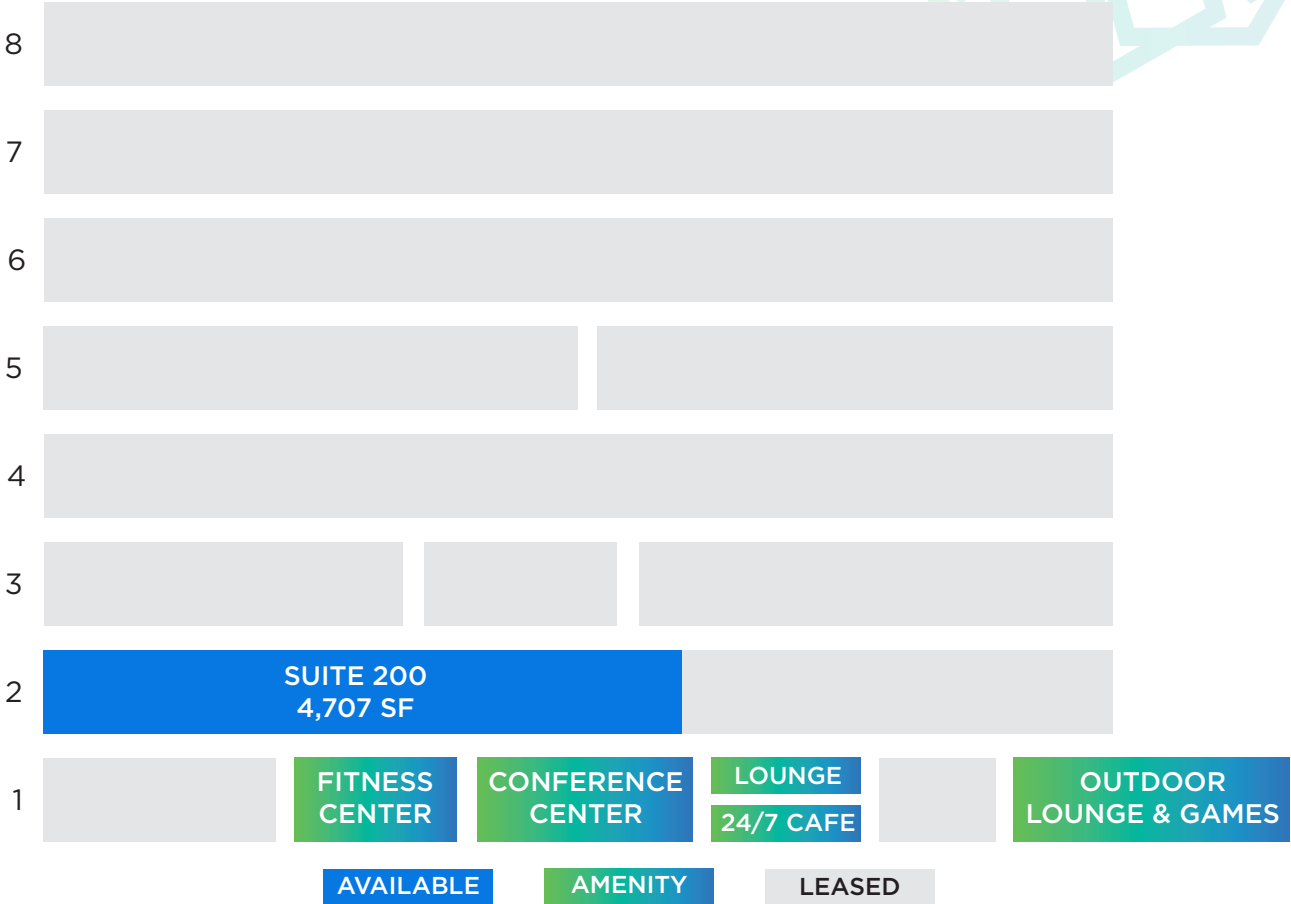 8
7
6
5
4
3
2
SUITE 200
4,707 SF
1
FITNESS
CENTER
CONFERENCE
CENTER
LOUNGE
24/7 CAFE
OUTDOOR
LOUNGE & GAMES
AVAILABLE
AMENITY
LEASED